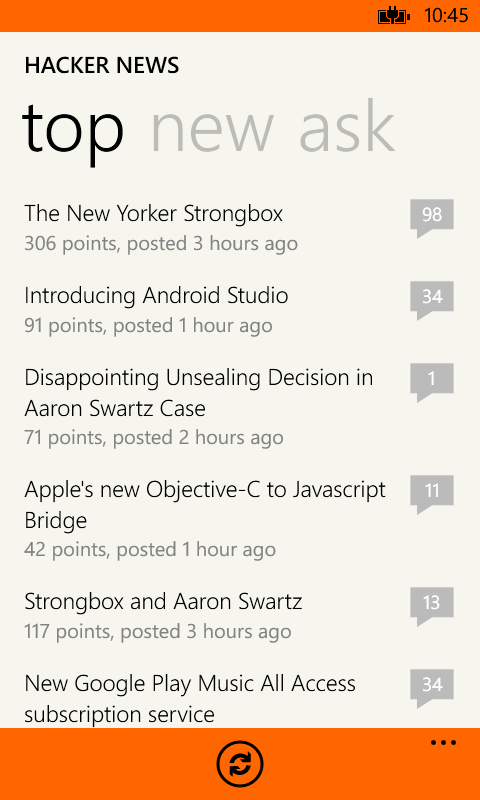 10:45
HACKER NEWS
top new ask
The New Yorker Strongbox
98
306 points, posted 3 hours ago
Introducing Android Studio
34
91 points, posted 1 hour ago
Disappointing Unsealing Decision in
1
Aaron Swartz Case
71 points, posted 2 hours ago
Apple's new Objective-C to Javascript
11
Bridge
42 points, posted 1 hour ago
Strongbox and Aaron Swartz
13
117 points, posted 3 hours ago
New Google Play Music All Access
34
subscription service